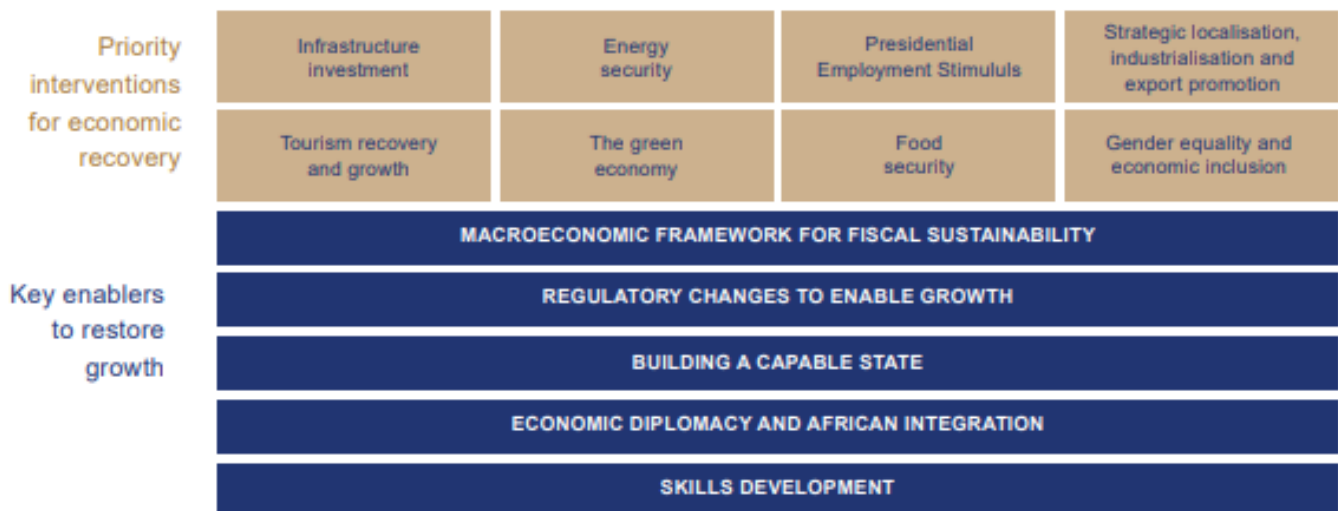 Priority
interventions
for economic
recovery
Infrastructure
investment
Energy
security
Presidential
Employment Stimululs
Strategic localisation,
industrialisation and
export promotion
Tourism recovery
and growth
The green
economy
Food
security
Gender equality and
economic inclusion
Key enablers
to restore
growth
MACROECONOMIC FRAMEWORK FOR FISCAL SUSTAINABILITY
REGULATORY CHANGES TO ENABLE GROWTH
BUILDING A CAPABLE STATE
ECONOMIC DIPLOMACY AND AFRICAN INTEGRATION
SKILLS DEVELOPMENT